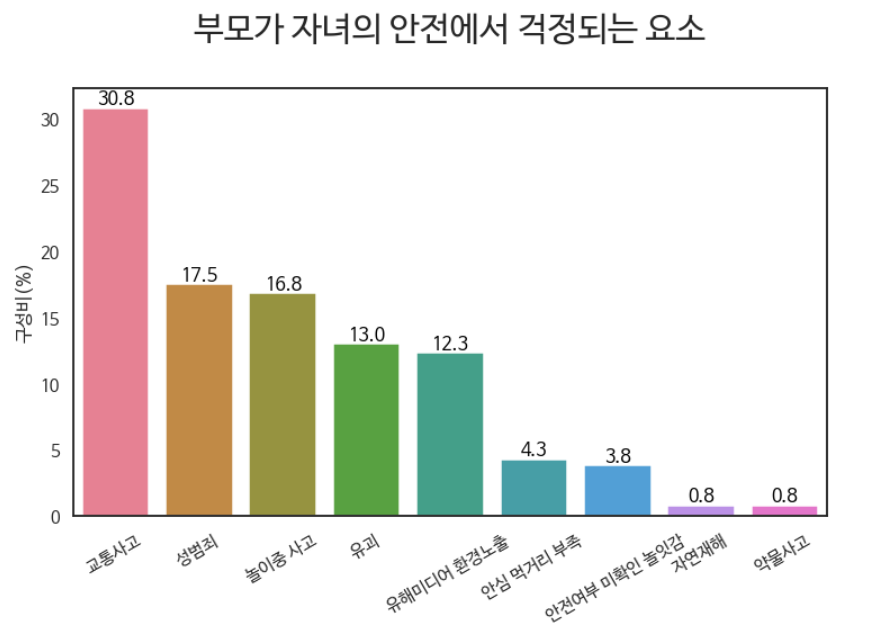 부모가 자녀의 안전에서 걱정되는 요소
구성비(%)
30
25
20
15
10
5
0
30.8
17.5
16.8
13.0
12.3
4.3
3.8
0.8
0.8
교통사고
성범죄
놀이중 사고
유괴
유해미디어 환경노출
안심 먹거리 부족
안전여부 미확인 놀잇감
자연재해
약물사고